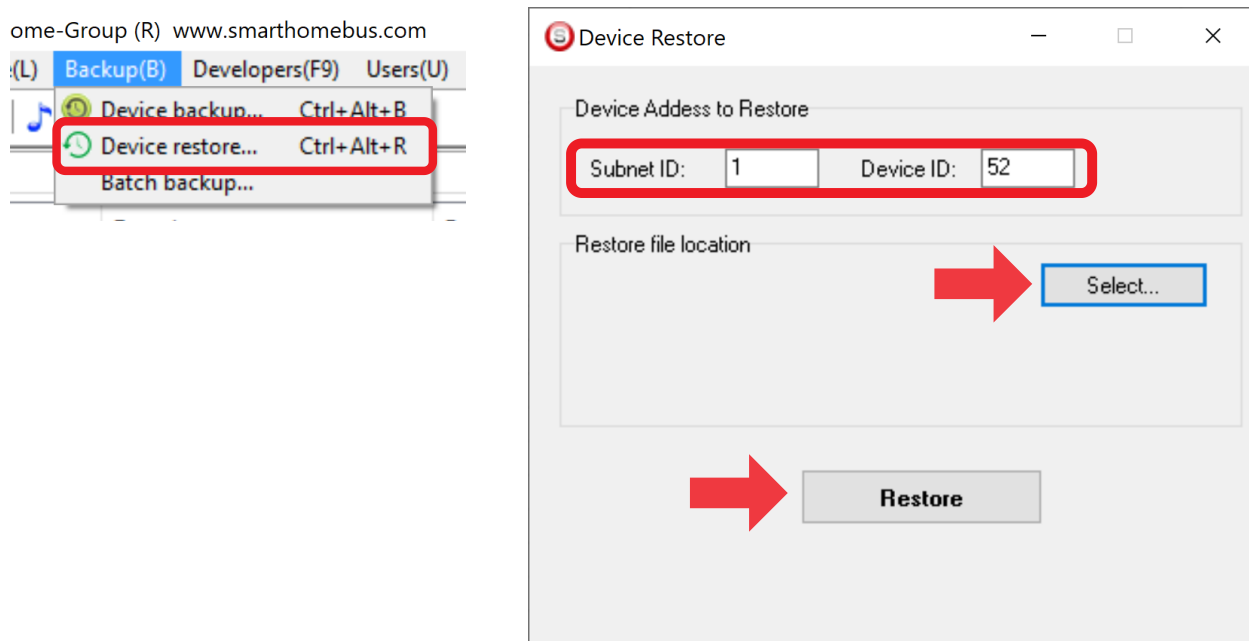 ome-Group (R) www.smarthomebus.com
(L) Backup(B) Developers(F9) Users(U)
Device backup... Ctrl+Alt+B
Device restore... Ctrl+Alt+R
Batch backup...
S Device Restore
Device Addess to Restore
Subnet ID: 1 Device ID: 52
Restore file location
Select...
Restore